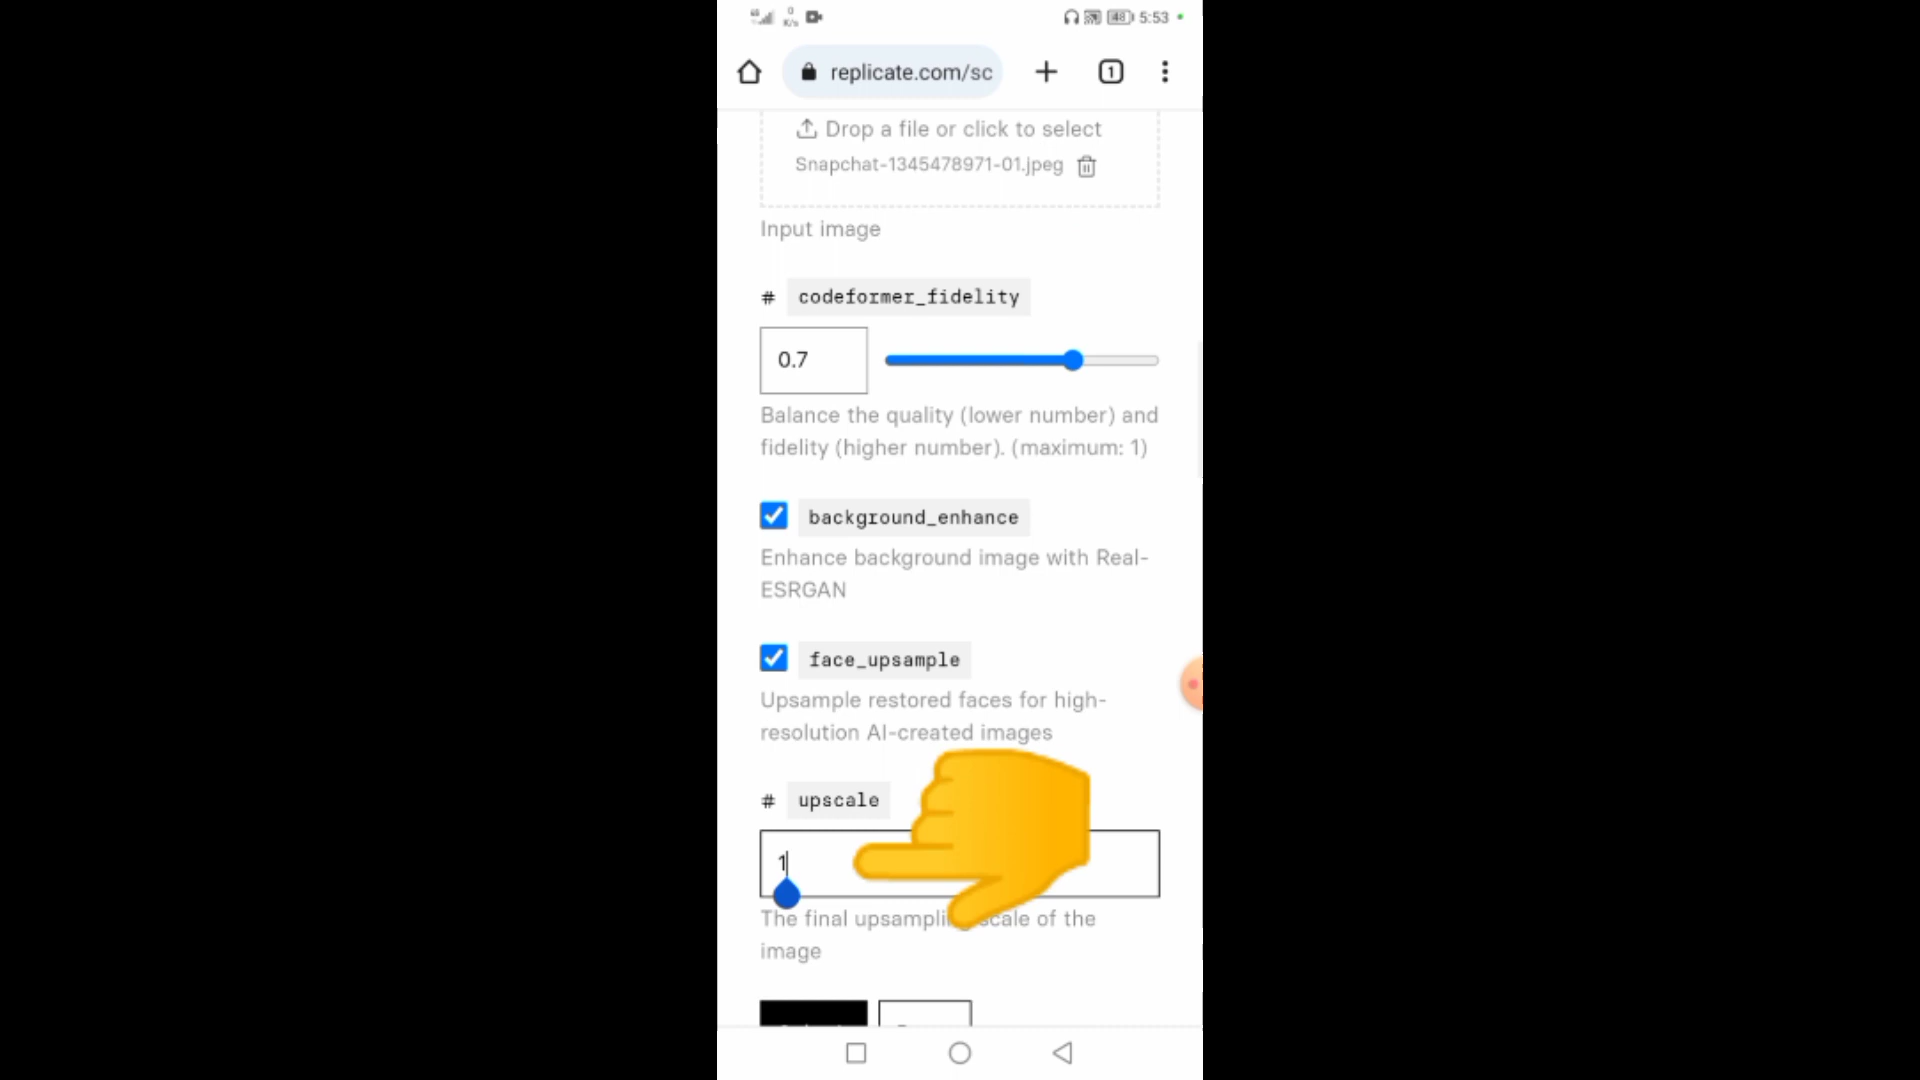 K/s 48 5:53
replicate.com/sc 1
Drop a file or click to select
Snapchat-1345478971-01.jpeg
Input image
# codeformer_fidelity
0.7
Balance the quality (lower number) and
fidelity (higher number). (maximum: 1)
background_enhance
Enhance background image with Real-
ESRGAN
face_upsample
Upsample restored faces for high-
resolution AI-created images
# upscale
1
The final upsampli scale of the
image